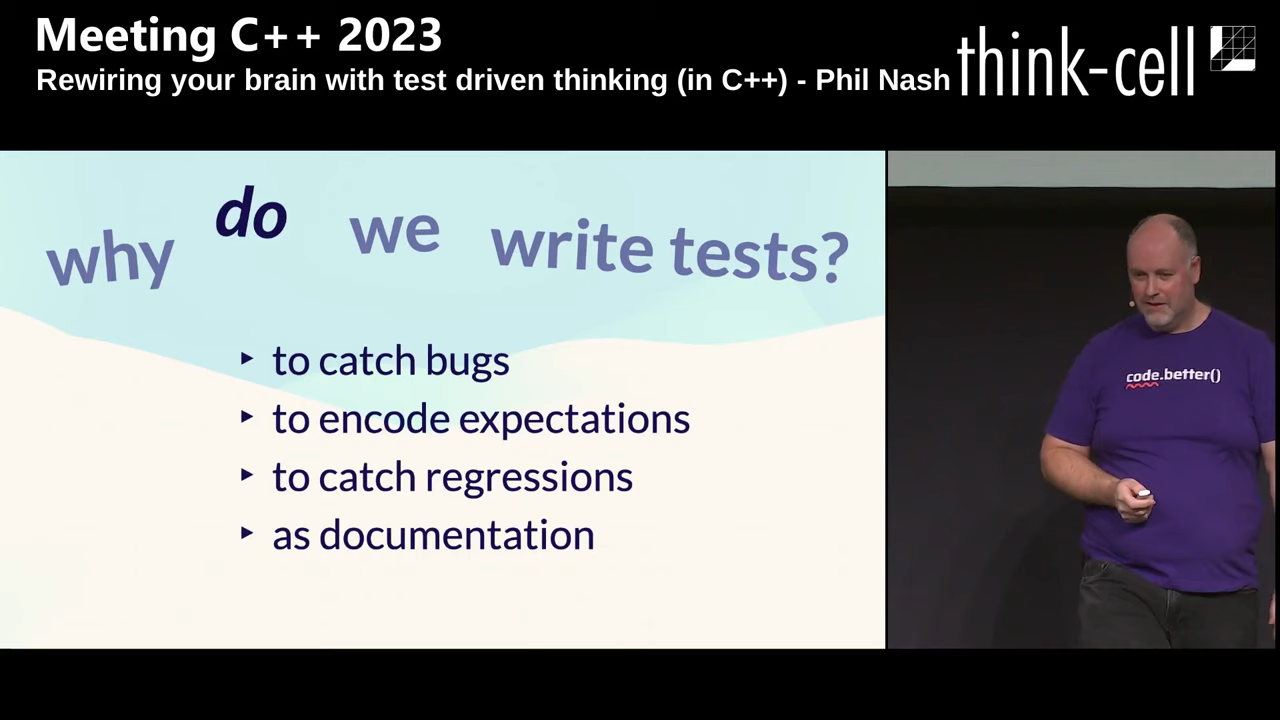 Meeting C++ 2023
Rewiring your brain with test driven thinking (in C++) - Phil Nash
think-cell
why do we write tests?
to catch bugs
to encode expectations
to catch regressions
as documentation
code.better()